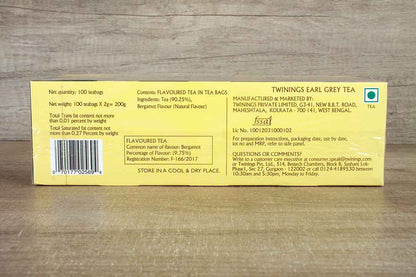 Net quantity: 100 teabags
Net weight: 100 teabags X 2g= 200g
Total Trans fat content not more
than 0.01 percent by weight
Total Saturated fat content not more
than 0.27 Percent By Weight
Contents: FLAVOURED TEA IN TEA BAGS
Ingredients: Tea (90.25%),
Bergamot Flavour (Natural Flavour)
FLAVOURED TEA
Common name of flavour: Bergamot
Percentage of Flavour: (9.75%)
Registration Number: F-166/2017
STORE IN A COOL & DRY PLACE.
TWININGS EARL GREY TEA
MANUFACTURED & MARKETED BY:
TWININGS PRIVATE LIMITED, G3-41, NEW B.B.T. ROAD,
MAHESHTALA, KOLKATA - 700 141, WEST BENGAL.
fssai
Lic No. 10012031000102
For preparation instructions, packaging date, use by date,
lot no and MRP, refer to side panel.
QUESTIONS OR COMMENTS?
Write to a customer care executive at consumer.speak@twinings.com
or Twinings Pvt. Ltd., 514, Bestech Chambers, Block B, Sushant Lok-
Phase1, Sec 27, Gurgaon - 122002 or call 0124-4189530 between
10:30am and 5:30pm, Monday to Friday.